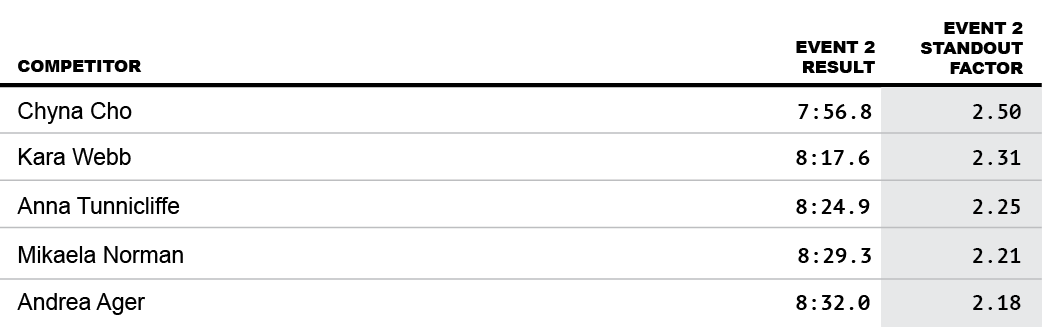 COMPETITOR
EVENT 2
RESULT
EVENT 2
STANDOUT
FACTOR
Chyna Cho 7:56.8 2.50
Kara Webb 8:17.6 2.31
Anna Tunnicliffe 8:24.9 2.25
Mikaela Norman 8:29.3 2.21
Andrea Ager 8:32.0 2.18